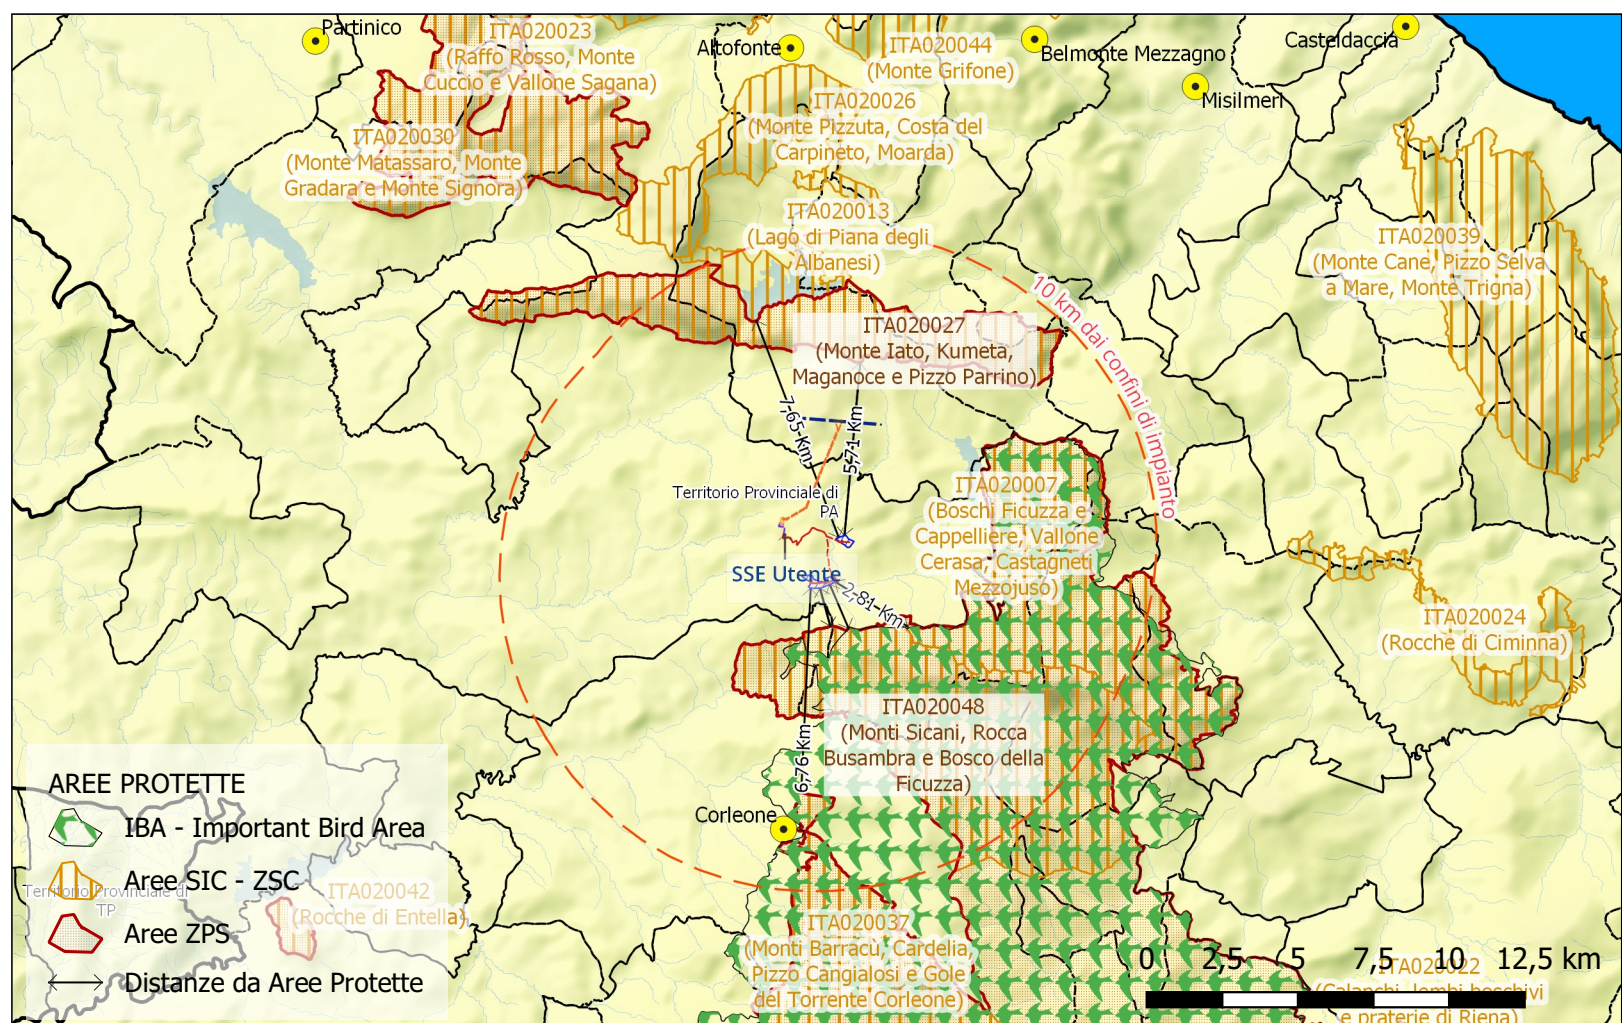 Partinico
ITA020023
(Raffo Rosso, Monte
Cuccio e Vallone Sagana)
Altofonte
ITA020044
(Monte Grifone)
Belmonte Mezzagno
Casteldaccia
Misilmeri
ITA020026
(Monte Pizzuta, Costa del
Carpineto, Moarda)
ITA020030
(Monte Matassaro, Monte
Gradara e Monte Signora)
ITA020013
(Lago di Piana degli
Albanesi)
ITA020039
(Monte Cane, Pizzo Selva
a Mare, Monte Trigna)
10 km dai confini di impianto
ITA020027
(Monte Iato, Kumeta,
Maganoce e Pizzo Parrino)
7,65 Km
5,71 Km
Territorio Provinciale di
PA
ITA020007
(Boschi Ficuzza e
Cappelliere, Vallone
Cerasa, Castagneti
Mezzojuso)
SSE Utente
2,81 Km
ITA020024
(Rocche di Ciminna)
ITA020048
(Monti Sicani, Rocca
Busambra e Bosco della
Ficuzza)
6,76 Km
Corleone
AREE PROTETTE
IBA - Important Bird Area
Aree SIC - ZSC
Aree ZPS
Distanze da Aree Protette
Territorio Provinciale di
TP
ITA020042
(Rocche di Entella)
ITA020037
(Monti Barracù, Cardelia,
Pizzo Cangialosi e Gole
del Torrente Corleone)
0 2,5 5 7,5 10 12,5 km
ITA020022
(Calanchi, lembi boschivi
e praterie di Riena)